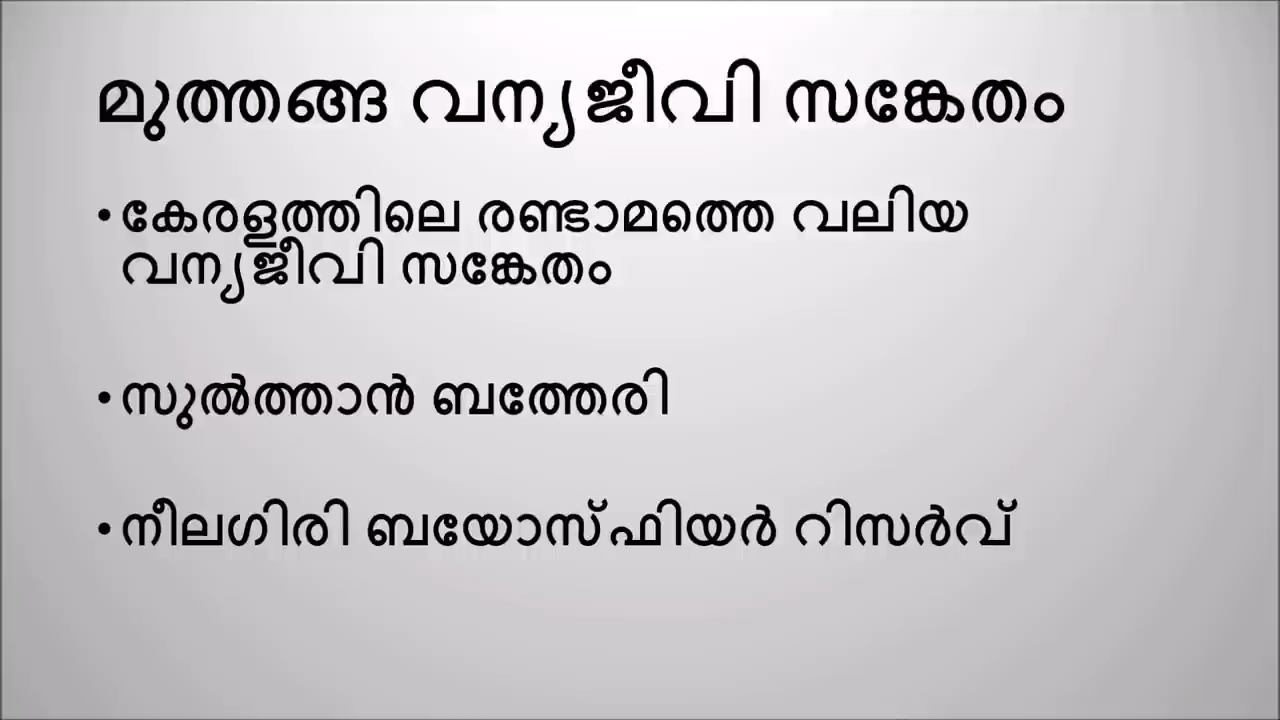 മുത്തങ്ങ വന്യജീവി സങ്കേതം
• കേരളത്തിലെ രണ്ടാമത്തെ വലിയ
വന്യജീവി സങ്കേതം
• സുൽത്താൻ ബത്തേരി
• നീലഗിരി ബയോസ്ഫിയർ റിസർവ്